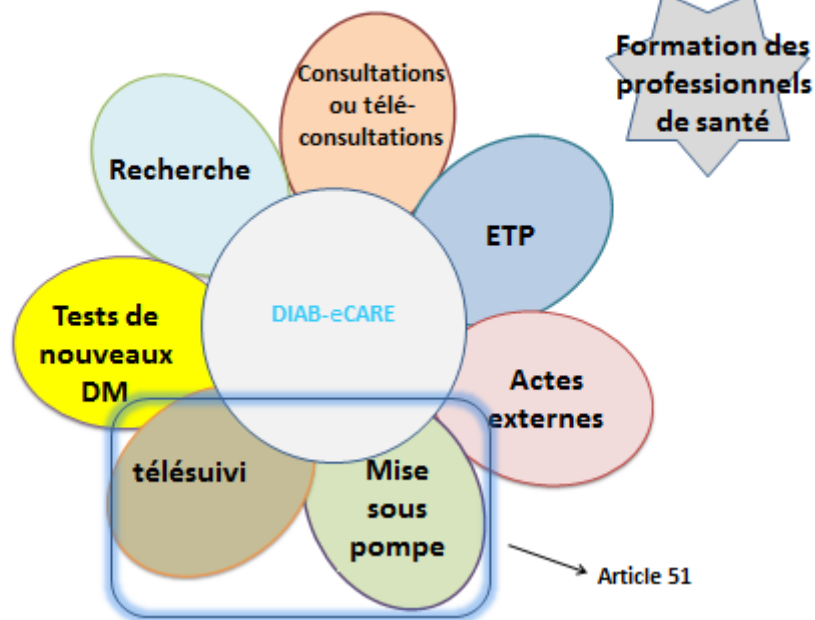 Formation des
professionnels
de santé
Consultations
ou télé-
consultations
Recherche
ETP
DIAB-eCARE
Tests de
nouveaux
DM
Actes
externes
télésuivi
Mise
sous
pompe
Article 51